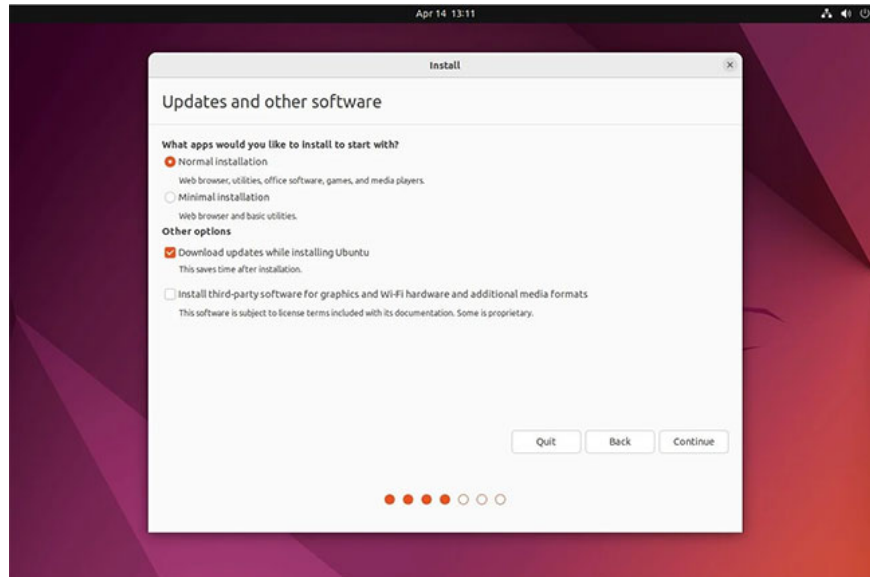 Apr 14 13:11
Install
Updates and other software
What apps would you like to install to start with?
Normal installation
Web browser, utilities, office software, games, and media players.
Minimal installation
Web browser and basic utilities.
Other options
Download updates while installing Ubuntu
This saves time after installation.
Install third-party software for graphics and Wi-Fi hardware and additional media formats
This software is subject to license terms included with its documentation. Some is proprietary.
Quit Back Continue